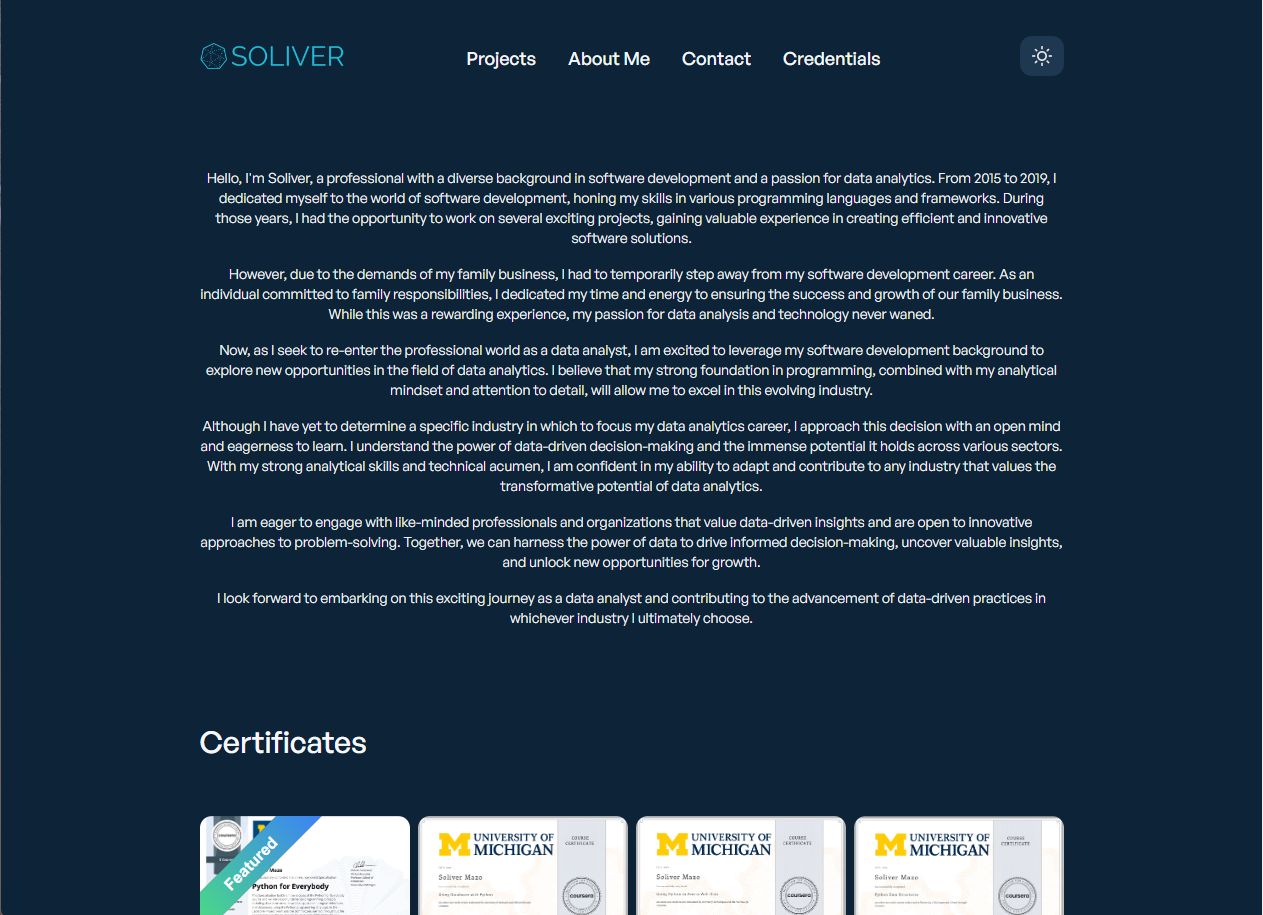 SOLIVER
Projects
About Me
Contact
Credentials
Hello, I'm Soliver, a professional with a diverse background in software development and a passion for data analytics. From 2015 to 2019, I
dedicated myself to the world of software development, honing my skills in various programming languages and frameworks. During
those years, I had the opportunity to work on several exciting projects, gaining valuable experience in creating efficient and innovative
software solutions.
However, due to the demands of my family business, I had to temporarily step away from my software development career. As an
individual committed to family responsibilities, I dedicated my time and energy to ensuring the success and growth of our family business.
While this was a rewarding experience, my passion for data analysis and technology never waned.
Now, as I seek to re-enter the professional world as a data analyst, I am excited to leverage my software development background to
explore new opportunities in the field of data analytics. I believe that my strong foundation in programming, combined with my analytical
mindset and attention to detail, will allow me to excel in this evolving industry.
Although I have yet to determine a specific industry in which to focus my data analytics career, I approach this decision with an open mind
and eagerness to learn. I understand the power of data-driven decision-making and the immense potential it holds across various sectors.
With my strong analytical skills and technical acumen, I am confident in my ability to adapt and contribute to any industry that values the
transformative potential of data analytics.
I am eager to engage with like-minded professionals and organizations that value data-driven insights and are open to innovative
approaches to problem-solving. Together, we can harness the power of data to drive informed decision-making, uncover valuable insights,
and unlock new opportunities for growth.
I look forward to embarking on this exciting journey as a data analyst and contributing to the advancement of data-driven practices in
whichever industry I ultimately choose.
Certificates
Featured
coursera
Mazo
Python for Everybody
UNIVERSITY OF
MICHIGAN
COURSE
CERTIFICATE
Soliver Mazo
Using Databases with Python
coursera
UNIVERSITY OF
MICHIGAN
COURSE
CERTIFICATE
Soliver Mazo
Using Python to Access Web Data
coursera
UNIVERSITY OF
MICHIGAN
COURSE
CERTIFICATE
Soliver Mazo
Python Data Structures
coursera